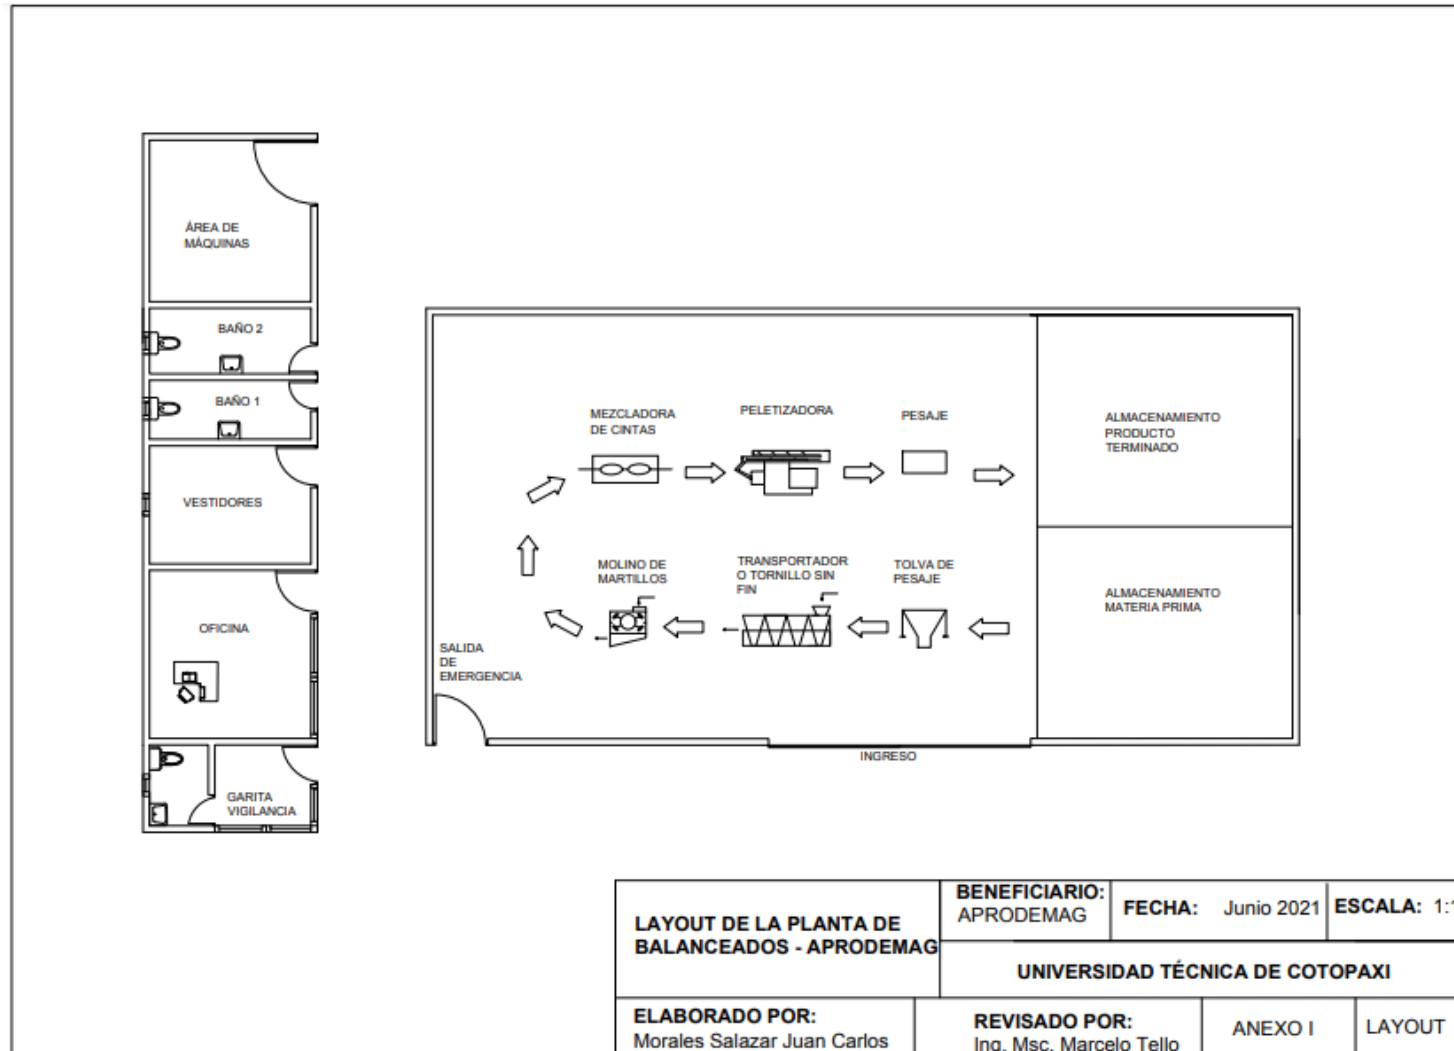 ÁREA DE
MÁQUINAS
BAÑO 2
BAÑO 1
VESTIDORES
OFICINA
GARITA
VIGILANCIA
MEZCLADORA
DE CINTAS
PELETIZADORA
PESAJE
ALMACENAMIENTO
PRODUCTO
TERMINADO
MOLINO DE
MARTILLOS
TRANSPORTADOR
O TORNILLO SIN
FIN
TOLVA DE
PESAJE
ALMACENAMIENTO
MATERIA PRIMA
SALIDA
DE
EMERGENCIA
INGRESO
LAYOUT DE LA PLANTA DE
BALANCEADOS - APRODEMAG
BENEFICIARIO:
APRODEMAG
FECHA: Junio 2021
ESCALA: 1:1
UNIVERSIDAD TÉCNICA DE COTOPAXI
ELABORADO POR:
Morales Salazar Juan Carlos
REVISADO POR:
Ing. Msc. Marcelo Tello
ANEXO I
LAYOUT